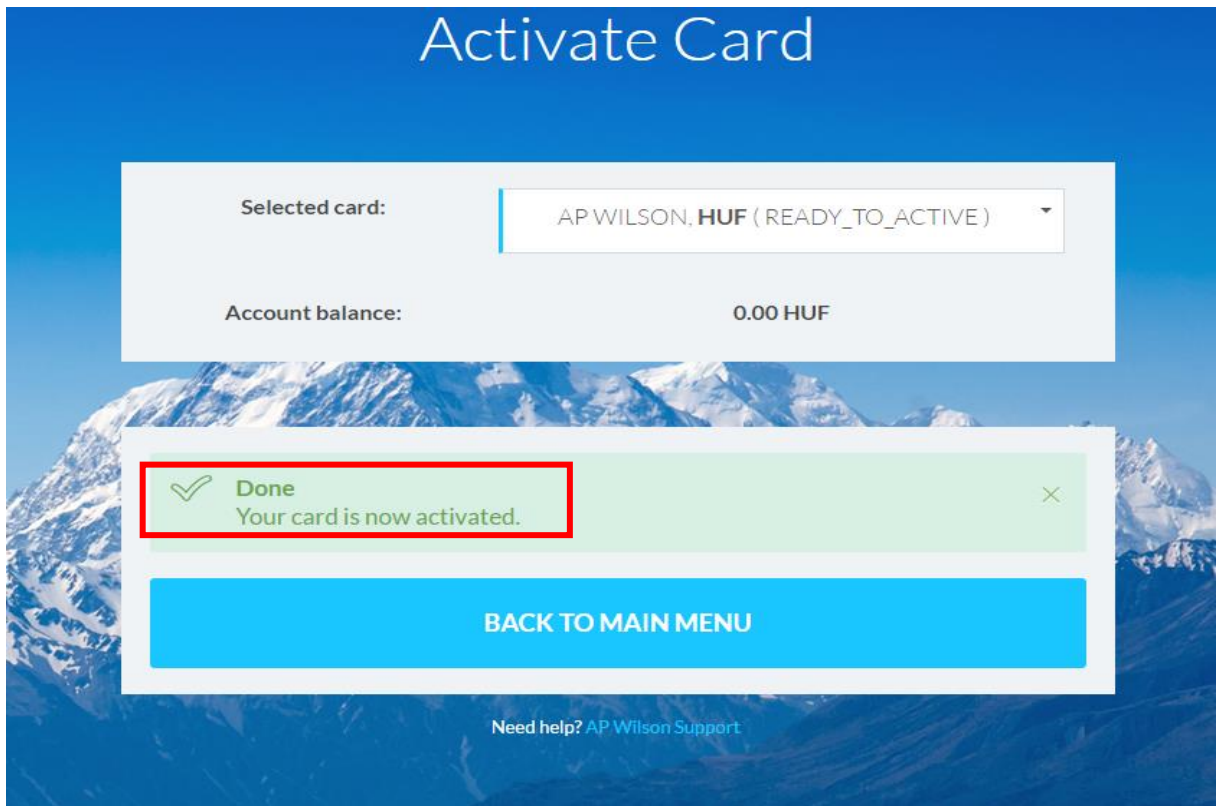 Activate Card
Selected card:
AP WILSON, HUF ( READY_TO_ACTIVE )
Account balance:
0.00 HUF
Done
Your card is now activated.
BACK TO MAIN MENU
Need help? AP Wilson Support